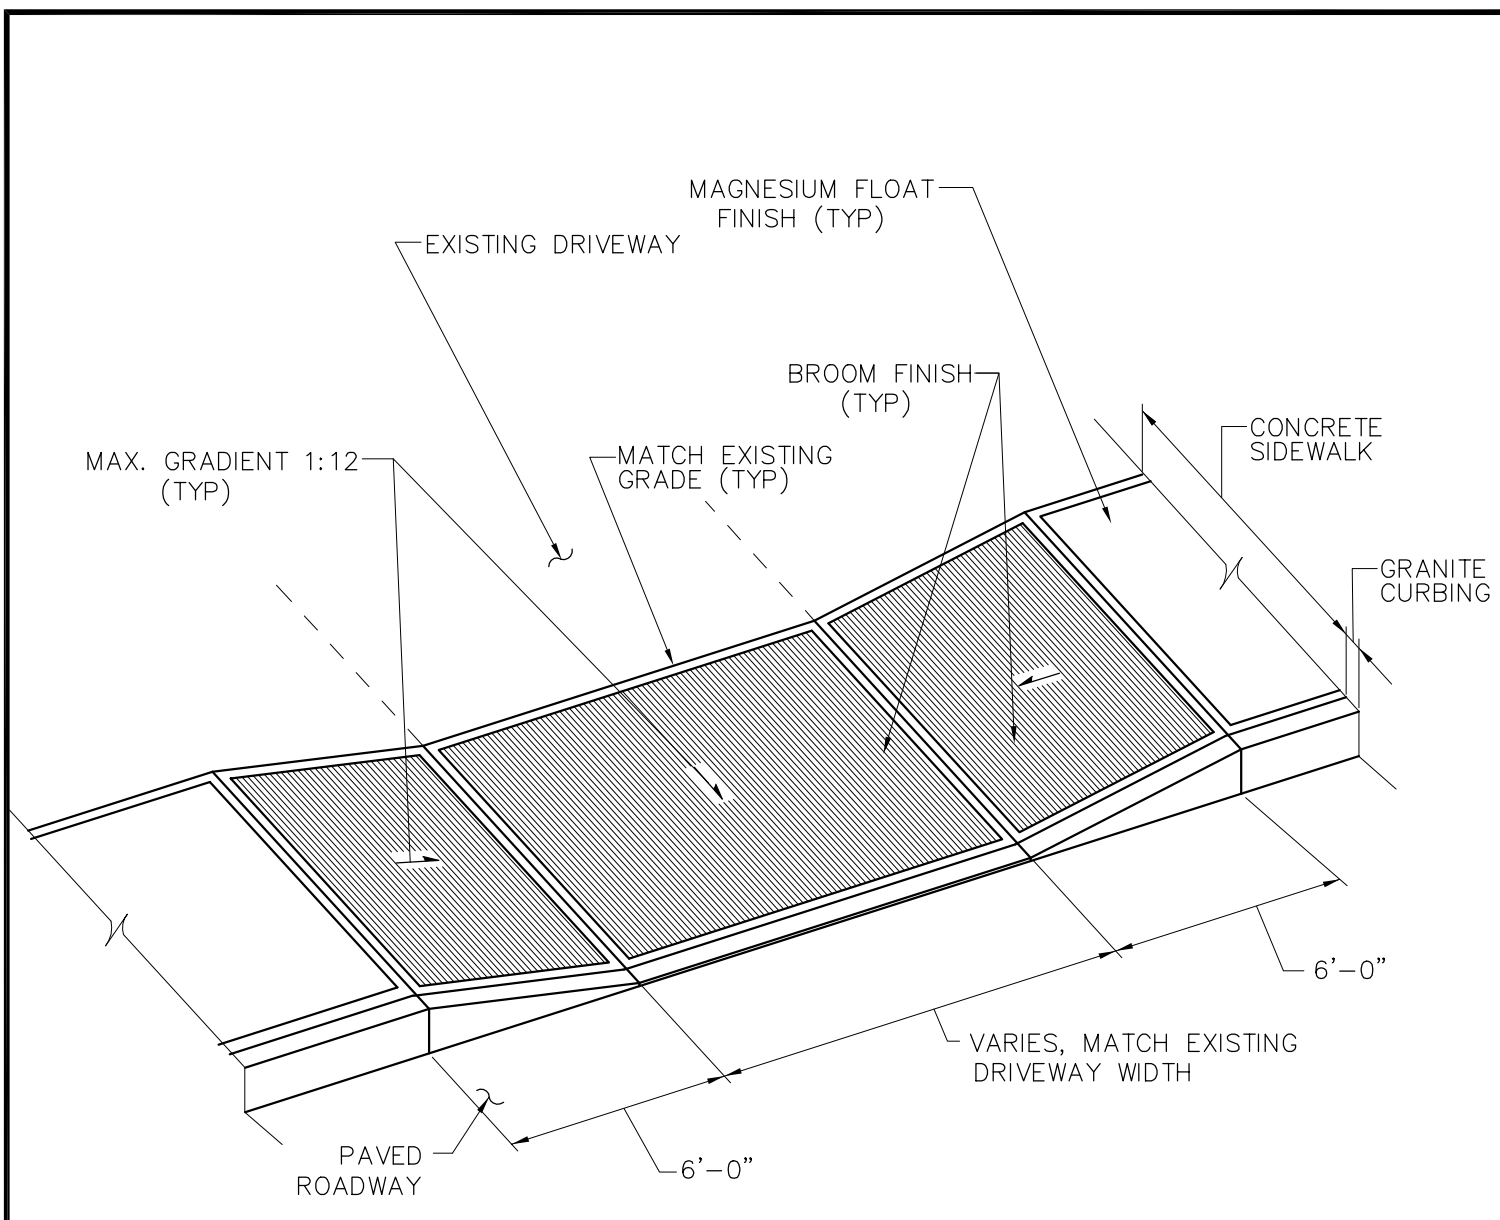 MAGNESIUM FLOAT
FINISH (TYP)
EXISTING DRIVEWAY
BROOM FINISH
(TYP)
CONCRETE
SIDEWALK
MAX. GRADIENT 1:12
(TYP)
MATCH EXISTING
GRADE (TYP)
GRANITE
CURBING
6'-0"
VARIES, MATCH EXISTING
DRIVEWAY WIDTH
PAVED
ROADWAY
6'-0"